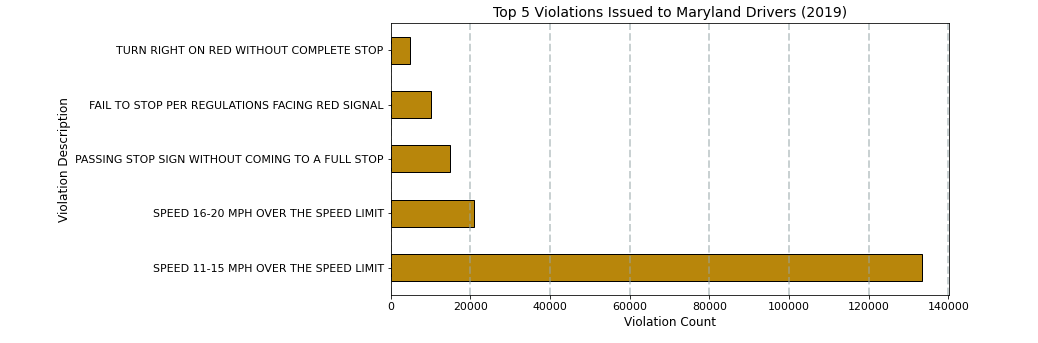 Top 5 Violations Issued to Maryland Drivers (2019)
Violation Description
TURN RIGHT ON RED WITHOUT COMPLETE STOP
FAIL TO STOP PER REGULATIONS FACING RED SIGNAL
PASSING STOP SIGN WITHOUT COMING TO A FULL STOP
SPEED 16-20 MPH OVER THE SPEED LIMIT
SPEED 11-15 MPH OVER THE SPEED LIMIT
0 20000 40000 60000 80000 100000 120000 140000
Violation Count